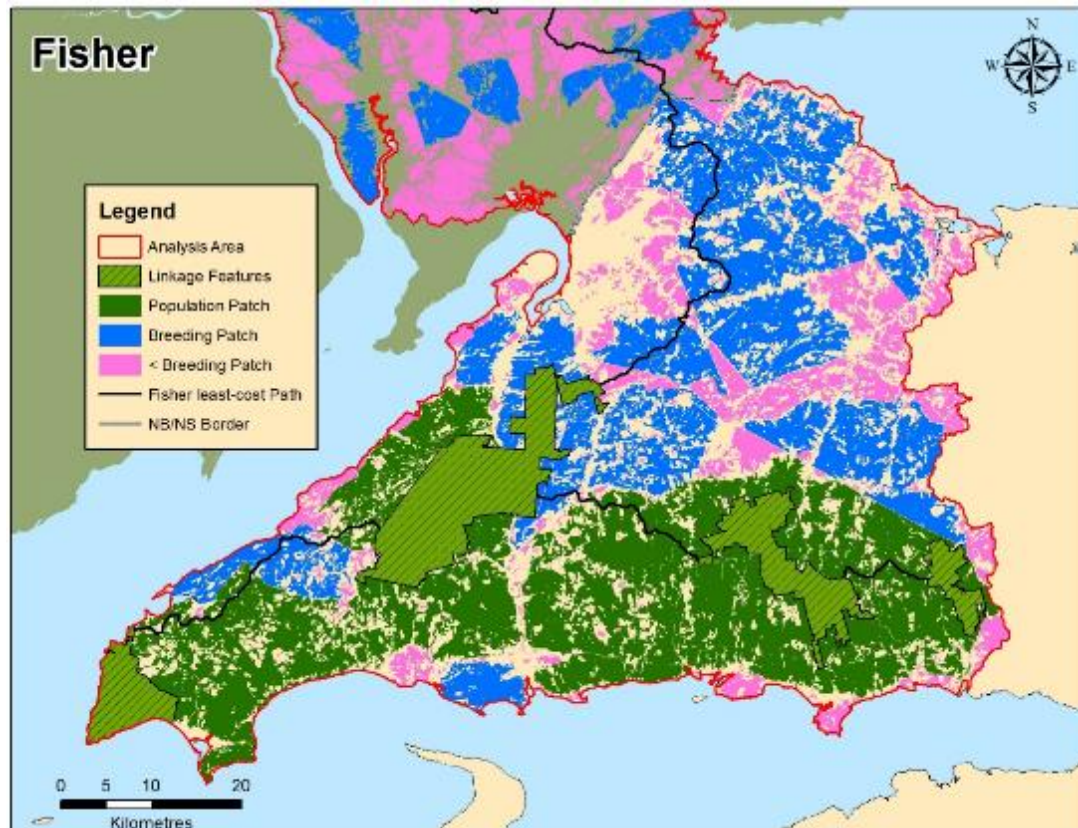 Fisher
N
W E
S
Legend
Analysis Area
Linkage Features
Population Patch
Breeding Patch
< Breeding Patch
Fisher least-cost Path
NB/NS Border
0 5 10 20
Kilometres